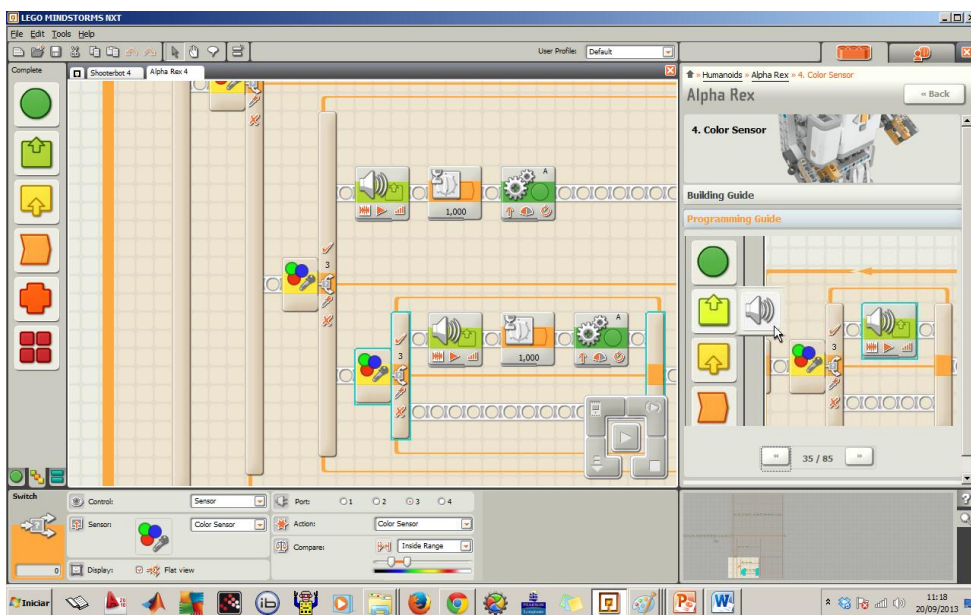 LEGO MINDSTORMS NXT
File Edit Tools Help
User Profile: Default
Complete
Shooterbot 4
Alpha Rex 4
» Humanoids » Alpha Rex » 4. Color Sensor
Alpha Rex
« Back
4. Color Sensor
Building Guide
Programming Guide
A
1,000
3
3
A
1,000
3
35 / 85
Switch
Control:
Sensor
Port:
1 2 3 4
Sensor:
Color Sensor
Action:
Color Sensor
Compare:
Inside Range
0
Display:
Flat view
Iniciar
11:18
20/09/2013